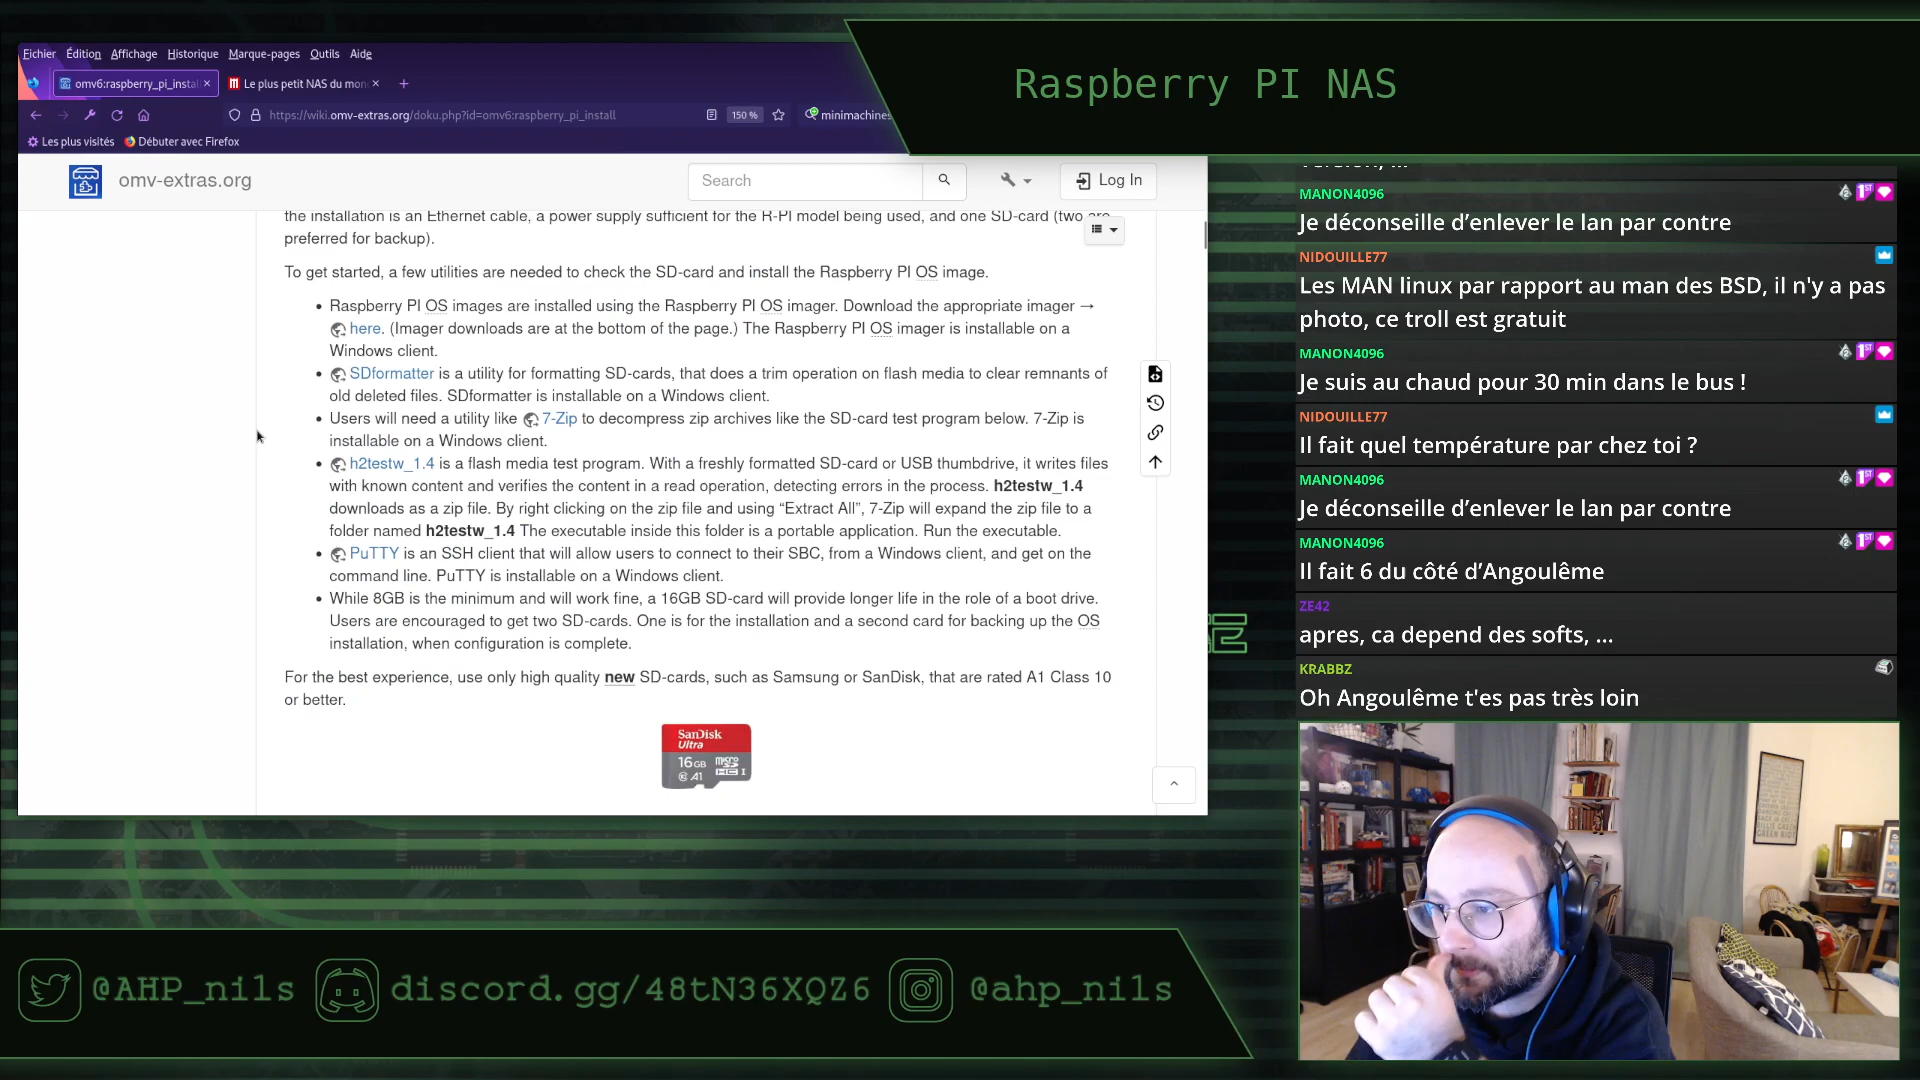 Raspberry PI NAS
Fichier Édition Affichage Historique Marque-pages Outils Aide
omv6:raspberry_pi_instal × Le plus petit NAS du mon × +
https://wiki.omv-extras.org/doku.php?id=omv6:raspberry_pi_install 150 % minimachines
Les plus visités Débuter avec Firefox
omv-extras.org Search Log In
the installation is an Ethernet cable, a power supply sufficient for the R-PI model being used, and one SD-card (two are
preferred for backup).
To get started, a few utilities are needed to check the SD-card and install the Raspberry PI OS image.
• Raspberry PI OS images are installed using the Raspberry PI OS imager. Download the appropriate imager →
here. (Imager downloads are at the bottom of the page.) The Raspberry PI OS imager is installable on a
Windows client.
• SDformatter is a utility for formatting SD-cards, that does a trim operation on flash media to clear remnants of
old deleted files. SDformatter is installable on a Windows client.
• Users will need a utility like 7-Zip to decompress zip archives like the SD-card test program below. 7-Zip is
installable on a Windows client.
• h2testw_1.4 is a flash media test program. With a freshly formatted SD-card or USB thumbdrive, it writes files
with known content and verifies the content in a read operation, detecting errors in the process. h2testw_1.4
downloads as a zip file. By right clicking on the zip file and using “Extract All”, 7-Zip will expand the zip file to a
folder named h2testw_1.4 The executable inside this folder is a portable application. Run the executable.
• PuTTY is an SSH client that will allow users to connect to their SBC, from a Windows client, and get on the
command line. PuTTY is installable on a Windows client.
• While 8GB is the minimum and will work fine, a 16GB SD-card will provide longer life in the role of a boot drive.
Users are encouraged to get two SD-cards. One is for the installation and a second card for backing up the OS
installation, when configuration is complete.
For the best experience, use only high quality new SD-cards, such as Samsung or SanDisk, that are rated A1 Class 10
or better.
SanDisk
Ultra
16GB micro
A1 HC I
version, ...
MANON4096
Je déconseille d’enlever le lan par contre
NIDOUILLE77
Les MAN linux par rapport au man des BSD, il n'y a pas
photo, ce troll est gratuit
MANON4096
Je suis au chaud pour 30 min dans le bus !
NIDOUILLE77
Il fait quel température par chez toi ?
MANON4096
Je déconseille d’enlever le lan par contre
MANON4096
Il fait 6 du côté d’Angoulême
ZE42
apres, ca depend des softs, ...
KRABBZ
Oh Angoulême t'es pas très loin
@AHP_nils discord.gg/48tN36XQZ6 @ahp_nils